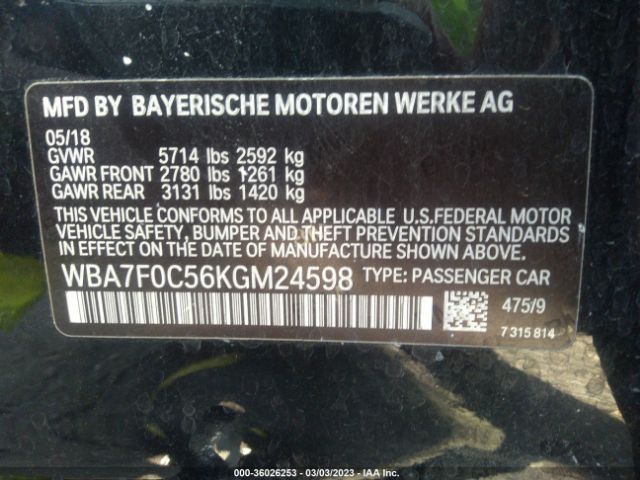 MFD BY BAYERISCHE MOTOREN WERKE AG
05/18
GVWR 5714 lbs 2592 kg
GAWR FRONT 2780 lbs 1261 kg
GAWR REAR 3131 lbs 1420 kg
THIS VEHICLE CONFORMS TO ALL APPLICABLE U.S.FEDERAL MOTOR
VEHICLE SAFETY, BUMPER AND THEFT PREVENTION STANDARDS
IN EFFECT ON THE DATE OF MANUFACTURE SHOWN ABOVE.
WBA7F0C56KGM24598 TYPE: PASSENGER CAR
475/9
7 315 814
000-36026253 — 03/03/2023 — IAA Inc.